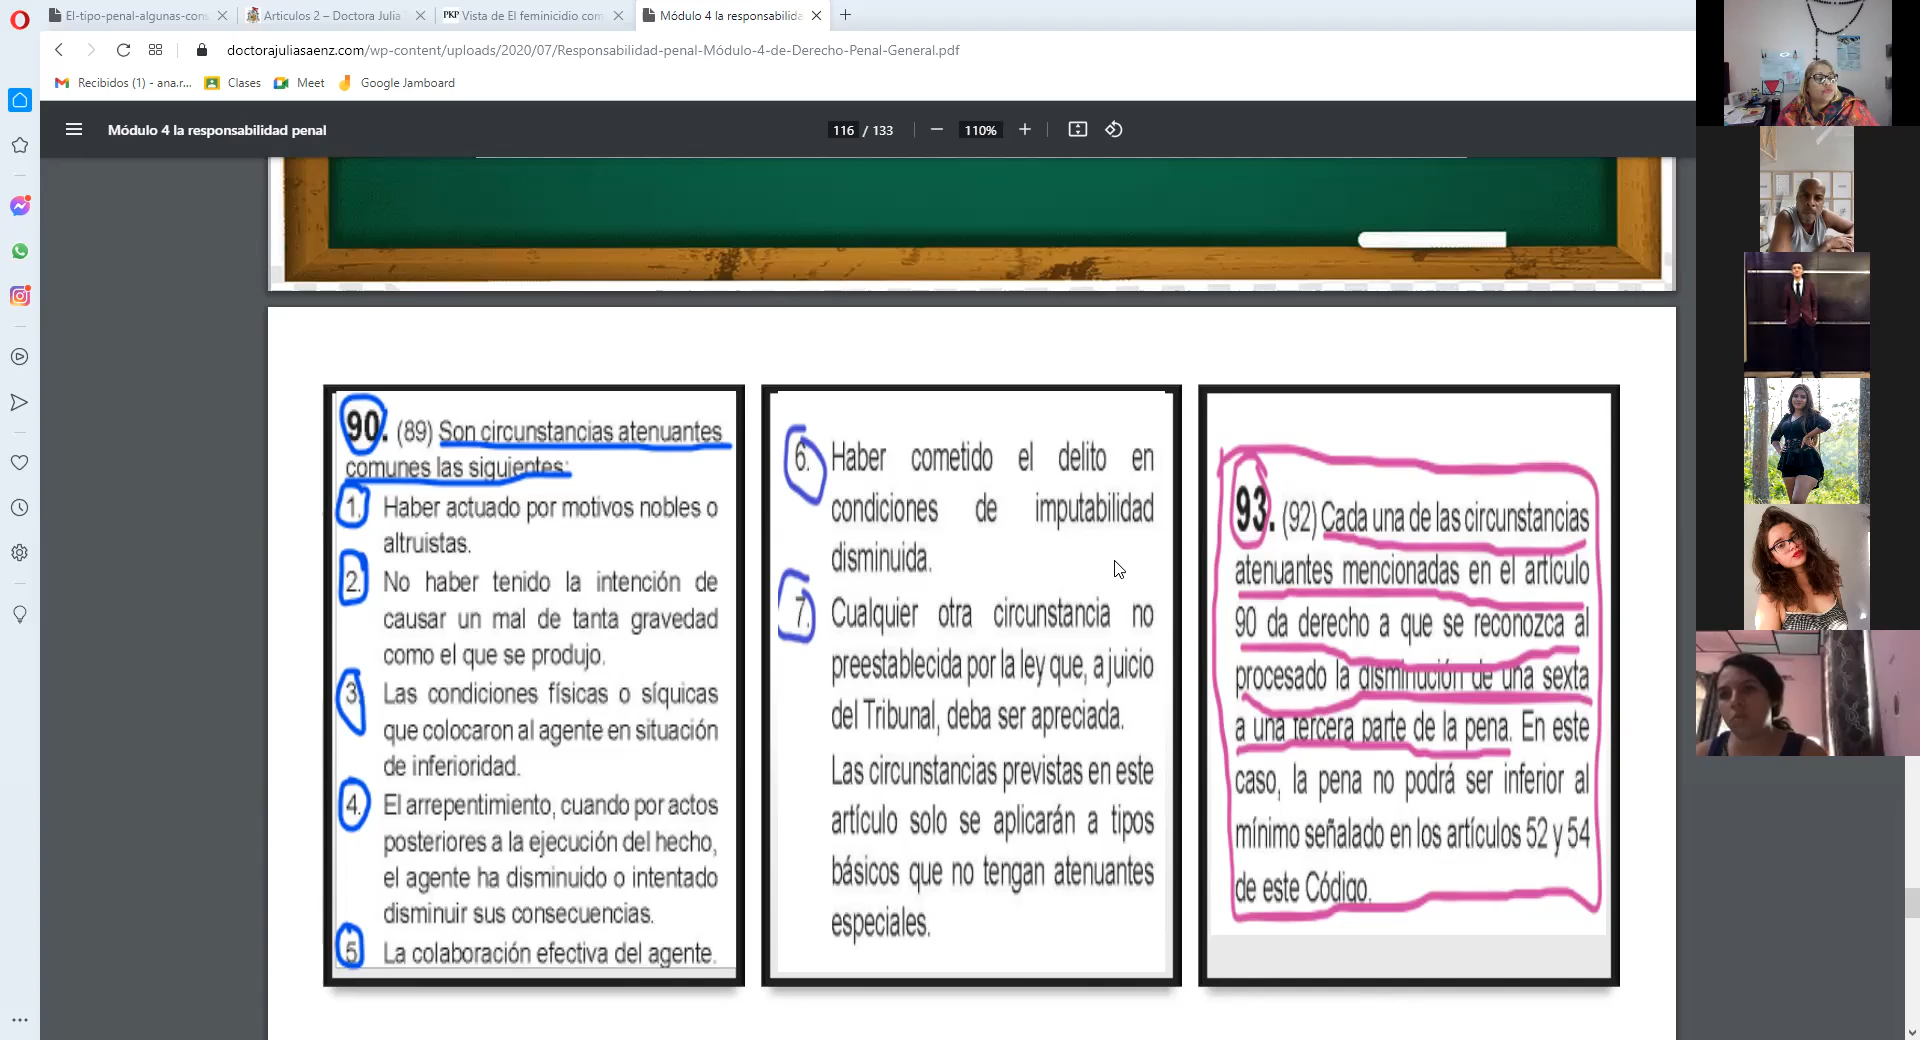 El-tipo-penal-algunas-cons
Articulos 2 – Doctora Julia
PKP Vista de El feminicidio com
Módulo 4 la responsabilida
doctorajuliasaenz.com/wp-content/uploads/2020/07/Responsabilidad-penal-Módulo-4-de-Derecho-Penal-General.pdf
Recibidos (1) - ana.r... Clases Meet Google Jamboard
Módulo 4 la responsabilidad penal
116 / 133
110%
90. (89) Son circunstancias atenuantes
comunes las siguientes:
1. Haber actuado por motivos nobles o
altruistas.
2. No haber tenido la intención de
causar un mal de tanta gravedad
como el que se produjo.
3. Las condiciones físicas o síquicas
que colocaron al agente en situación
de inferioridad.
4. El arrepentimiento, cuando por actos
posteriores a la ejecución del hecho,
el agente ha disminuido o intentado
disminuir sus consecuencias.
5. La colaboración efectiva del agente.
6. Haber cometido el delito en
condiciones de imputabilidad
disminuida.
7. Cualquier otra circunstancia no
preestablecida por la ley que, a juicio
del Tribunal, deba ser apreciada.
Las circunstancias previstas en este
artículo solo se aplicarán a tipos
básicos que no tengan atenuantes
especiales.
93. (92) Cada una de las circunstancias
atenuantes mencionadas en el artículo
90 da derecho a que se reconozca al
procesado la disminución de una sexta
a una tercera parte de la pena. En este
caso, la pena no podrá ser inferior al
mínimo señalado en los artículos 52 y 54
de este Código.